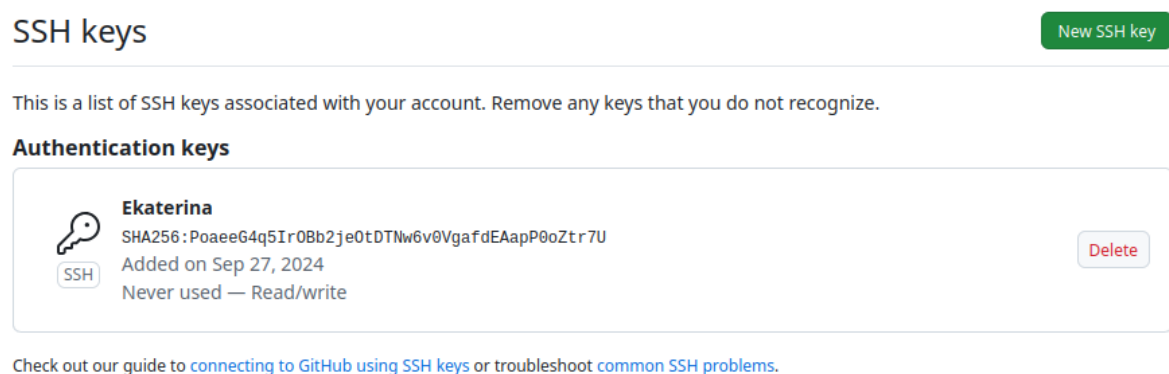 SSH keys
New SSH key
This is a list of SSH keys associated with your account. Remove any keys that you do not recognize.
Authentication keys
Ekaterina
SHA256:PoaeeG4q5IrOBb2jeOtDTNw6v0VgafdEAapP0oZtr7U
SSH
Added on Sep 27, 2024
Never used — Read/write
Delete
Check out our guide to connecting to GitHub using SSH keys or troubleshoot common SSH problems.